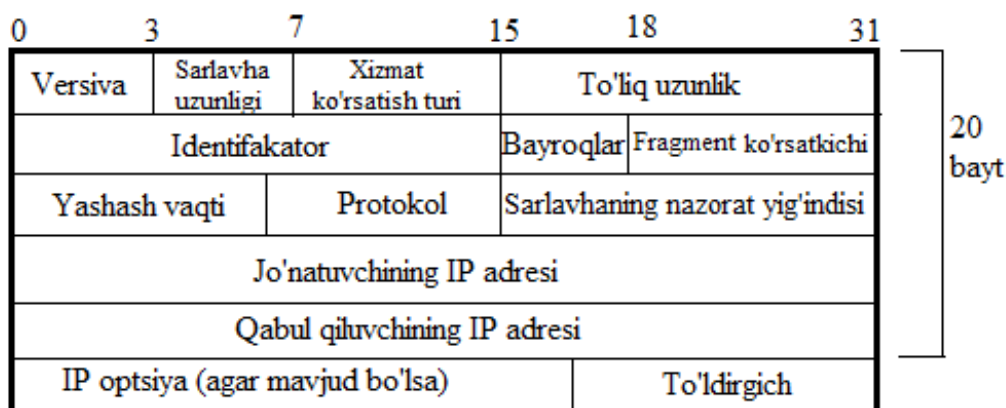 0 3 7 15 18 31
Versiva Sarlavha uzunligi Xizmat ko'rsatish turi To'liq uzunlik
Identifakator Bayroqlar Fragment ko'rsatkichi
20 bayt
Yashash vaqti Protokol Sarlavhaning nazorat yig'indisi
Jo'natuvchining IP adresi
Qabul qiluvchining IP adresi
IP optsiya (agar mavjud bo'lsa) To'ldirgich